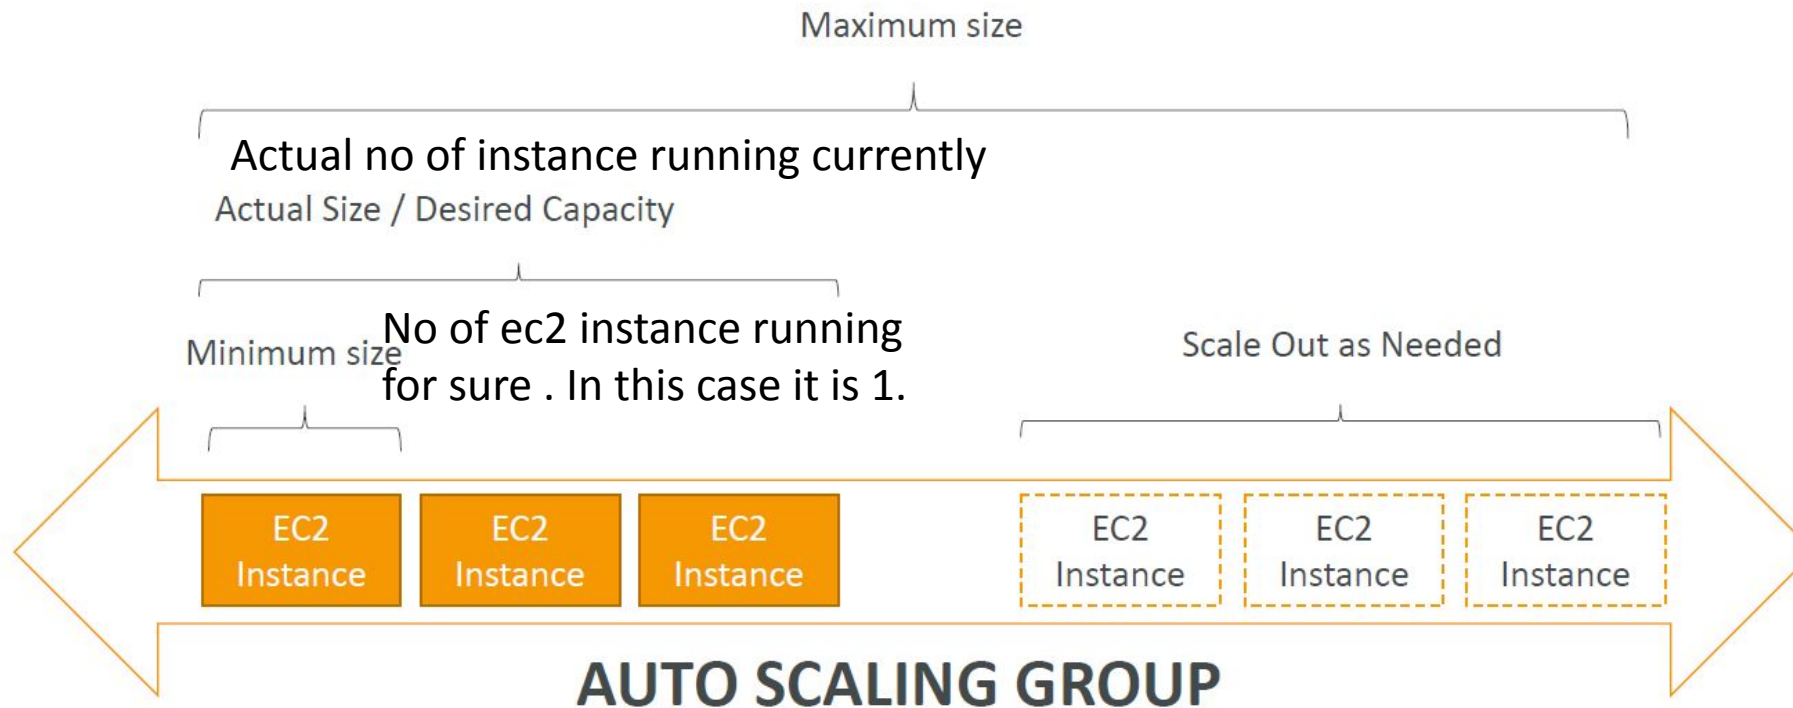 Maximum size
Actual no of instance running currently
Actual Size / Desired Capacity
Minimum size
No of ec2 instance running
for sure . In this case it is 1.
Scale Out as Needed
EC2
Instance
EC2
Instance
EC2
Instance
EC2
Instance
EC2
Instance
EC2
Instance
AUTO SCALING GROUP